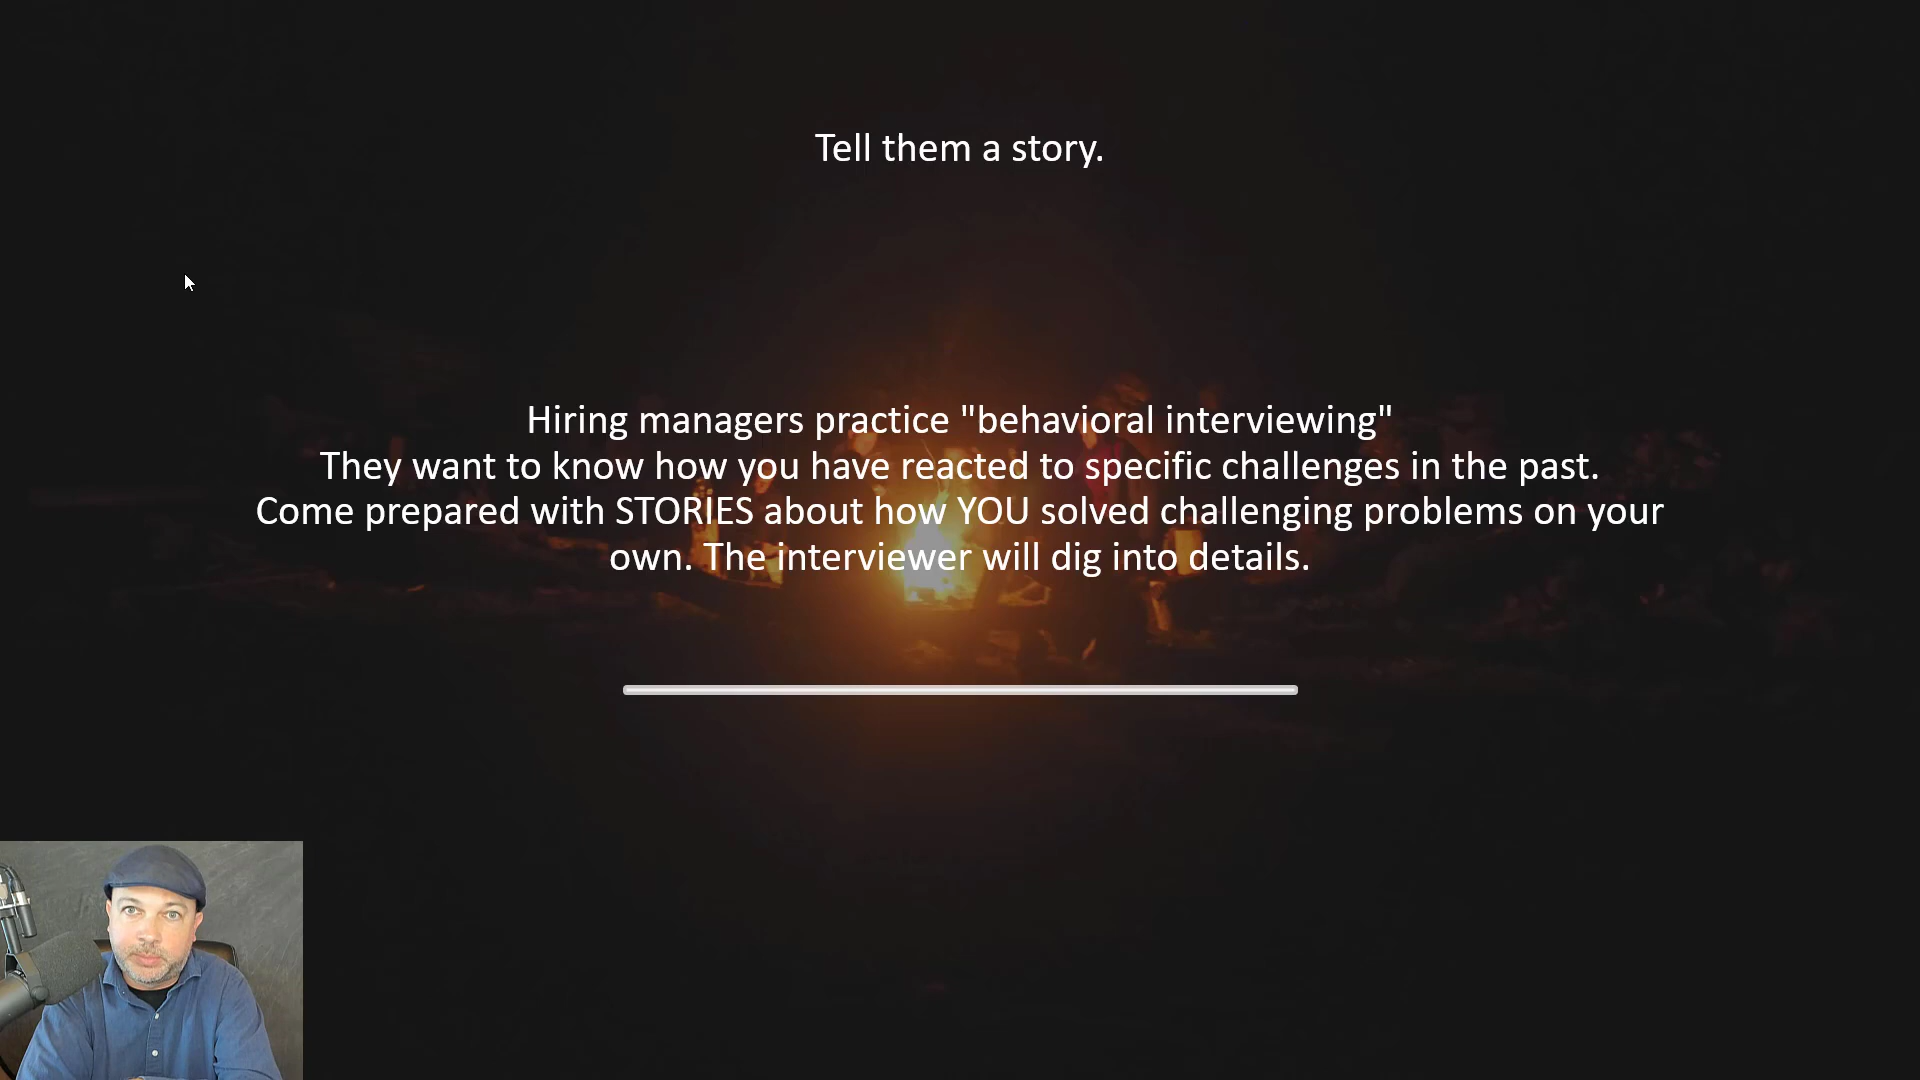 Tell them a story.
Hiring managers practice "behavioral interviewing"
They want to know how you have reacted to specific challenges in the past.
Come prepared with STORIES about how YOU solved challenging problems on your
own. The interviewer will dig into details.